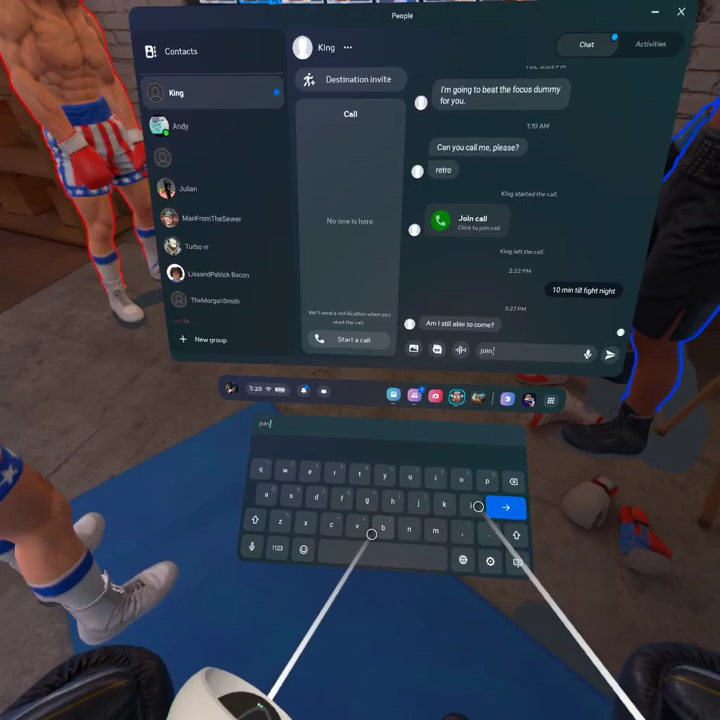 People
Contacts
King
Andy
Julian
ManFromTheSewer
Turbo vr
LissandPatrick Bacon
TheMorganSmith
New group
King
Destination invite
Call
No one is here
We'll send a notification when you
start the call.
Start a call
Chat
Activities
I'm going to beat the focus dummy
for you.
1:10 AM
Can you call me, please?
retro
King started the call.
Join call
Click to join call
King left the call.
2:22 PM
10 min till fight night
3:27 PM
Am I still able to come?
join
3:28
join
q w e r t y u i o p
a s d f g h j k l
z x c v b n m , .
!123